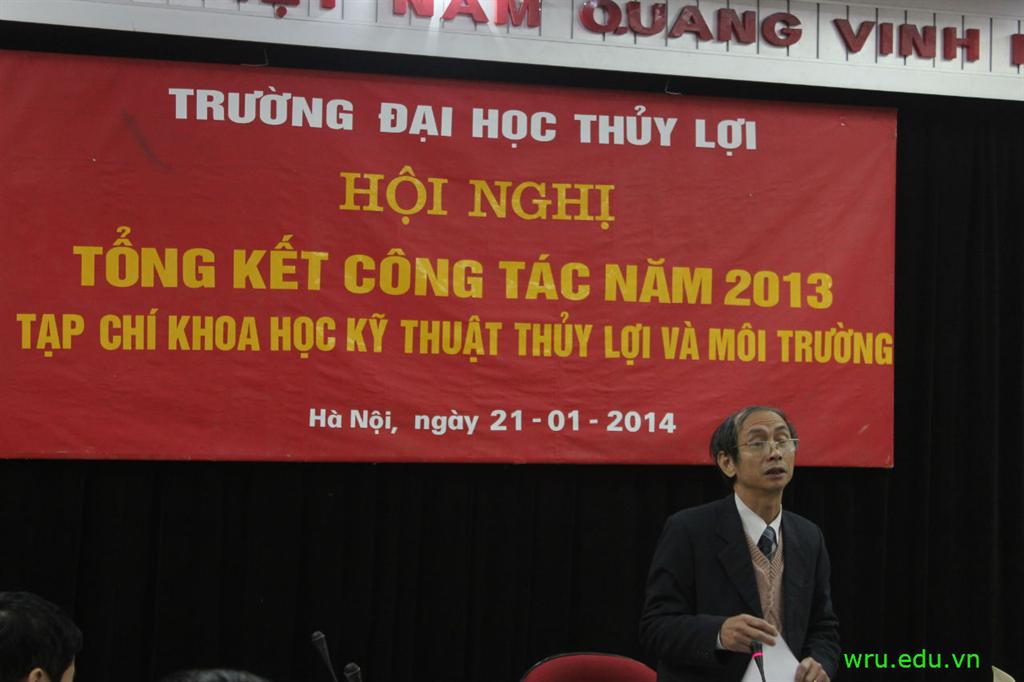 NAM QUANG VINH
TRƯỜNG ĐẠI HỌC THỦY LỢI
HỘI NGHỊ
TỔNG KẾT CÔNG TÁC NĂM 2013
TẠP CHÍ KHOA HỌC KỸ THUẬT THỦY LỢI VÀ MÔI TRƯỜNG
Hà Nội, ngày 21-01-2014
wru.edu.vn